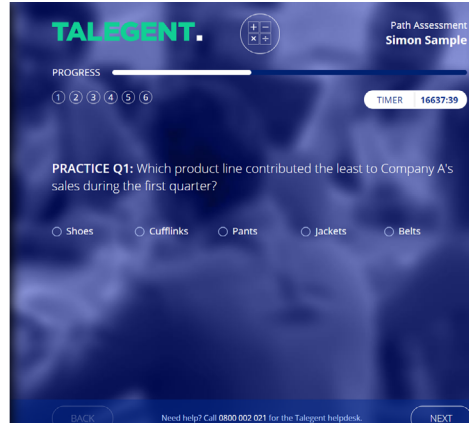 TALEGENT.
Path Assessment
Simon Sample
PROGRESS
1 2 3 4 5 6
TIMER 16637:39
PRACTICE Q1: Which product line contributed the least to Company A's
sales during the first quarter?
Shoes Cufflinks Pants Jackets Belts
BACK Need help? Call 0800 002 021 for the Talegent helpdesk. NEXT